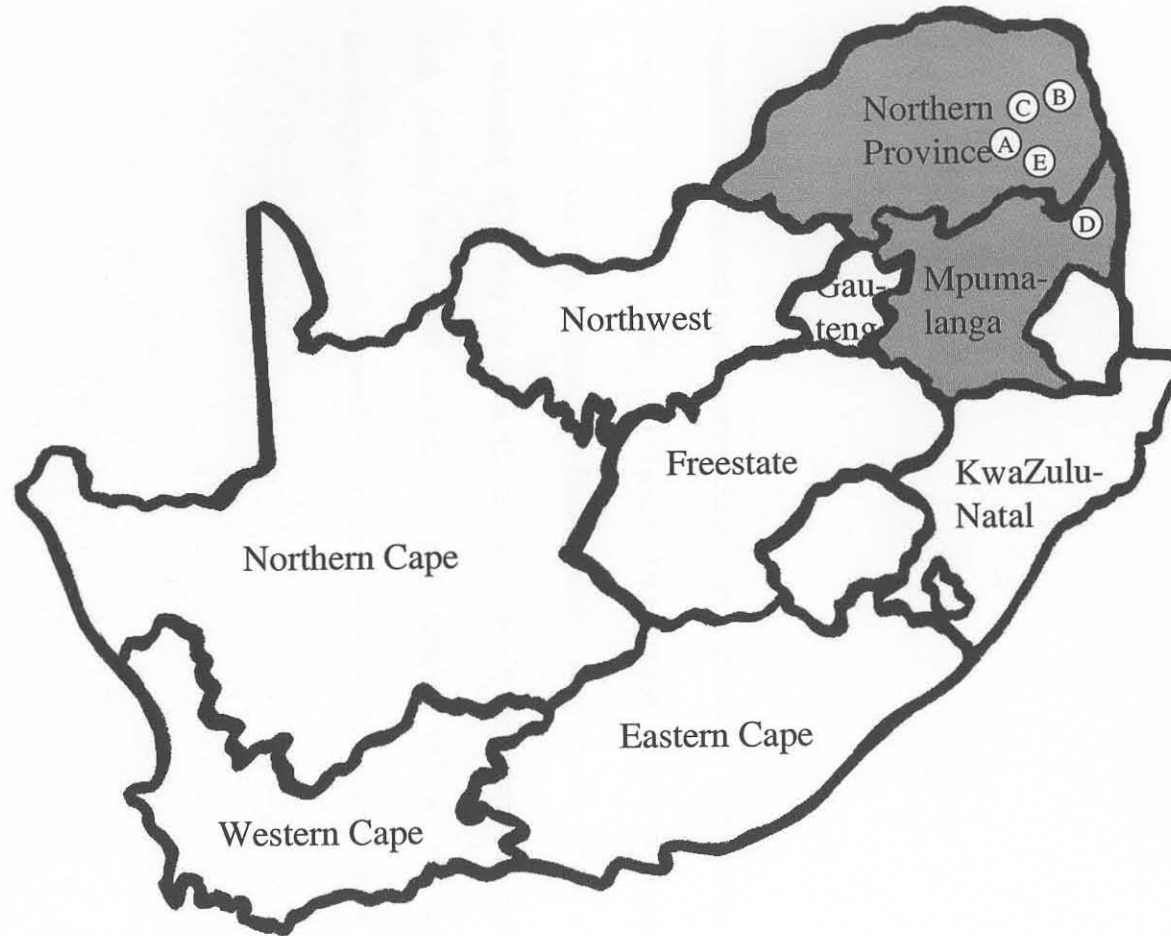 Northern C B
Province A E
D
Mpuma-
langa
Gau-
teng
Northwest
Freestate
KwaZulu-
Natal
Northern Cape
Eastern Cape
Western Cape